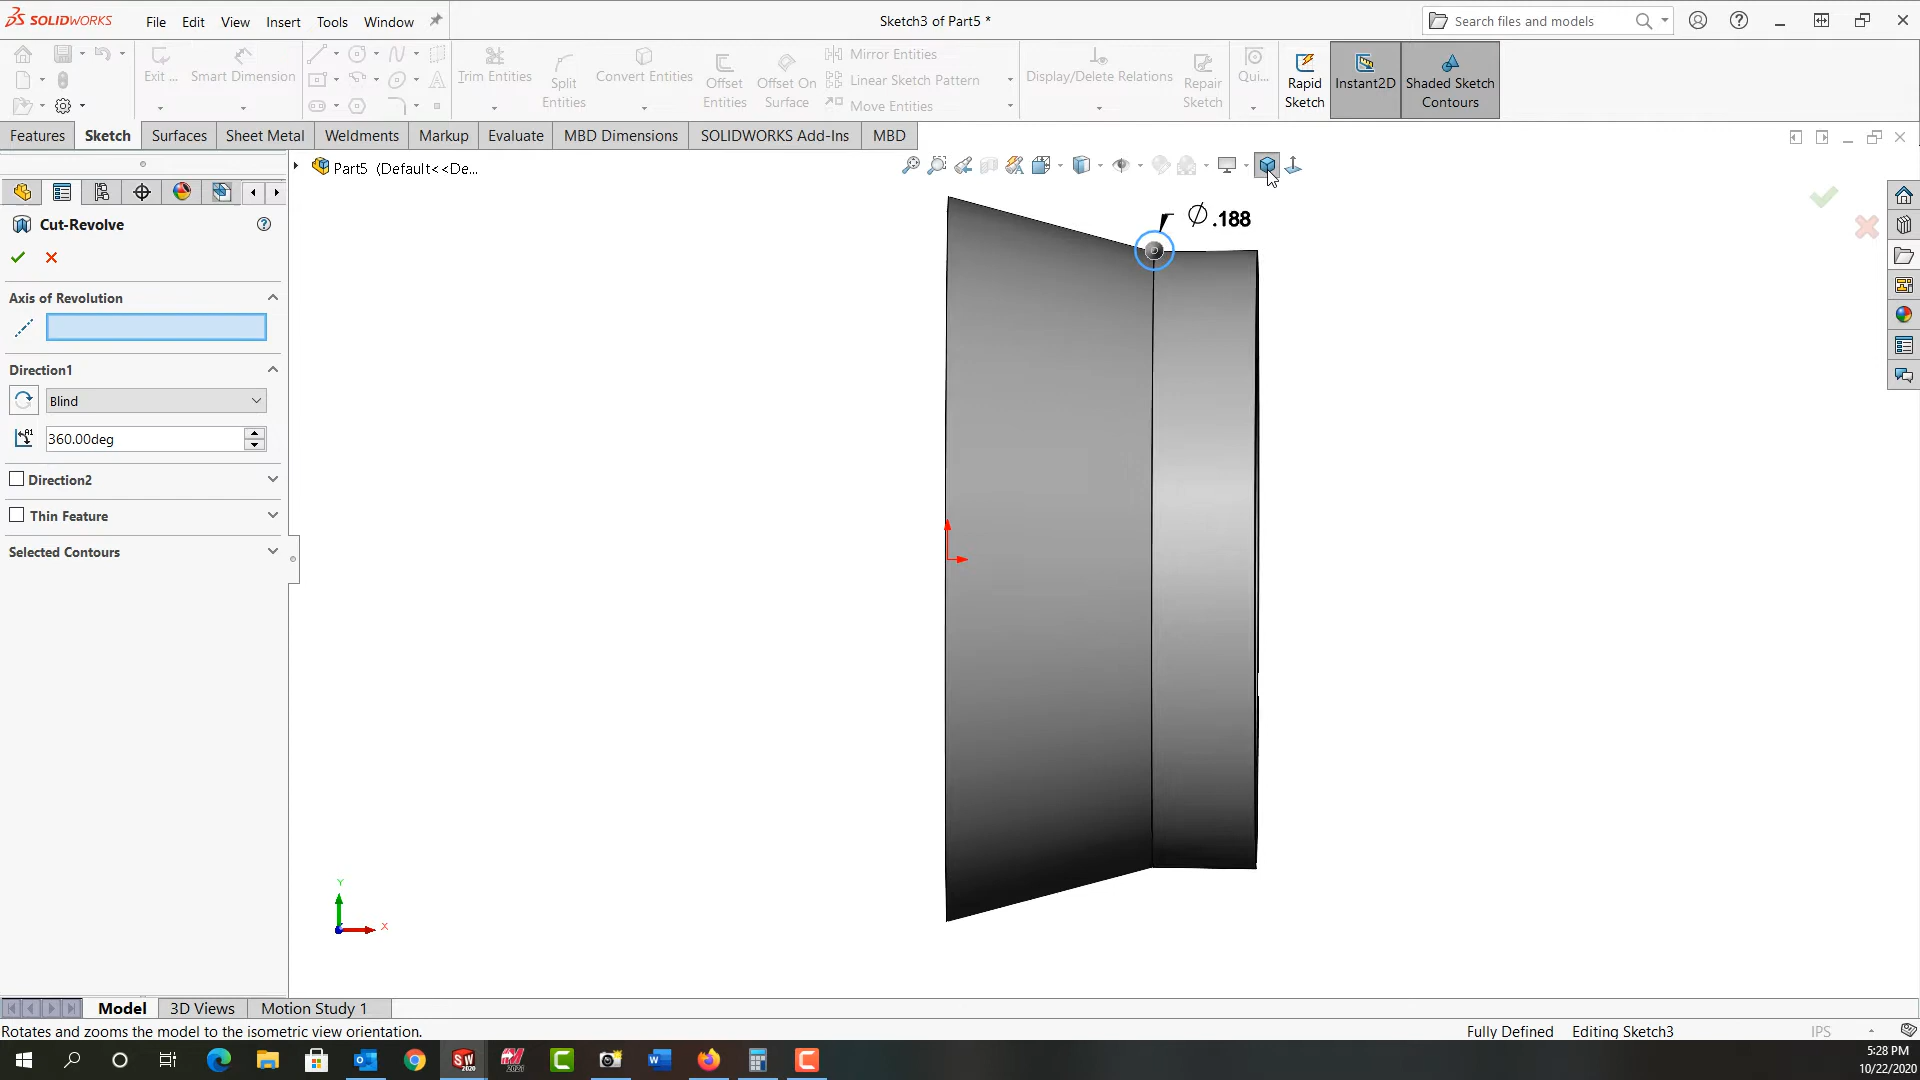 SOLIDWORKS File Edit View Insert Tools Window Sketch3 of Part5 * Search files and models
Exit ... Smart Dimension Trim Entities Split Entities Convert Entities Offset Entities Offset On Surface Mirror Entities Linear Sketch Pattern Move Entities Display/Delete Relations Repair Sketch Qui... Rapid Sketch Instant2D Shaded Sketch Contours
Features Sketch Surfaces Sheet Metal Weldments Markup Evaluate MBD Dimensions SOLIDWORKS Add-Ins MBD
Part5 (Default<<De...
Cut-Revolve
∅.188
Axis of Revolution
Direction1
Blind
360.00deg
Direction2
Thin Feature
Selected Contours
Y
X
Model 3D Views Motion Study 1
Rotates and zooms the model to the isometric view orientation. Fully Defined Editing Sketch3 IPS
5:28 PM
10/22/2020